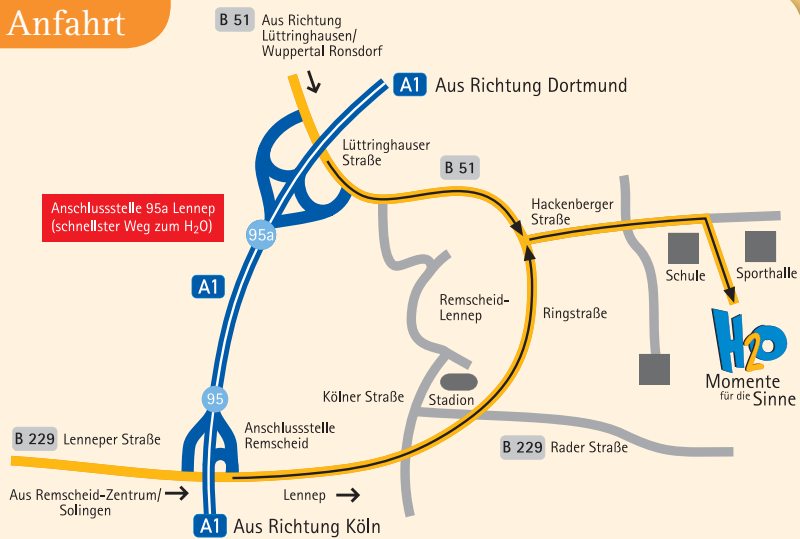 Anfahrt
B 51
Aus Richtung
Lüttringhausen/
Wuppertal Ronsdorf
A1 Aus Richtung Dortmund
Lüttringhauser
Straße
B 51
Anschlussstelle 95a Lennep
(schnellster Weg zum H₂O)
95a
Hackenberger
Straße
Schule
Sporthalle
A1
Remscheid-
Lennep
Ringstraße
H2O
Momente
für die Sinne
95
Kölner Straße
Stadion
B 229 Lenneper Straße
Anschlussstelle
Remscheid
B 229 Rader Straße
Aus Remscheid-Zentrum/
Solingen
Lennep
A1 Aus Richtung Köln